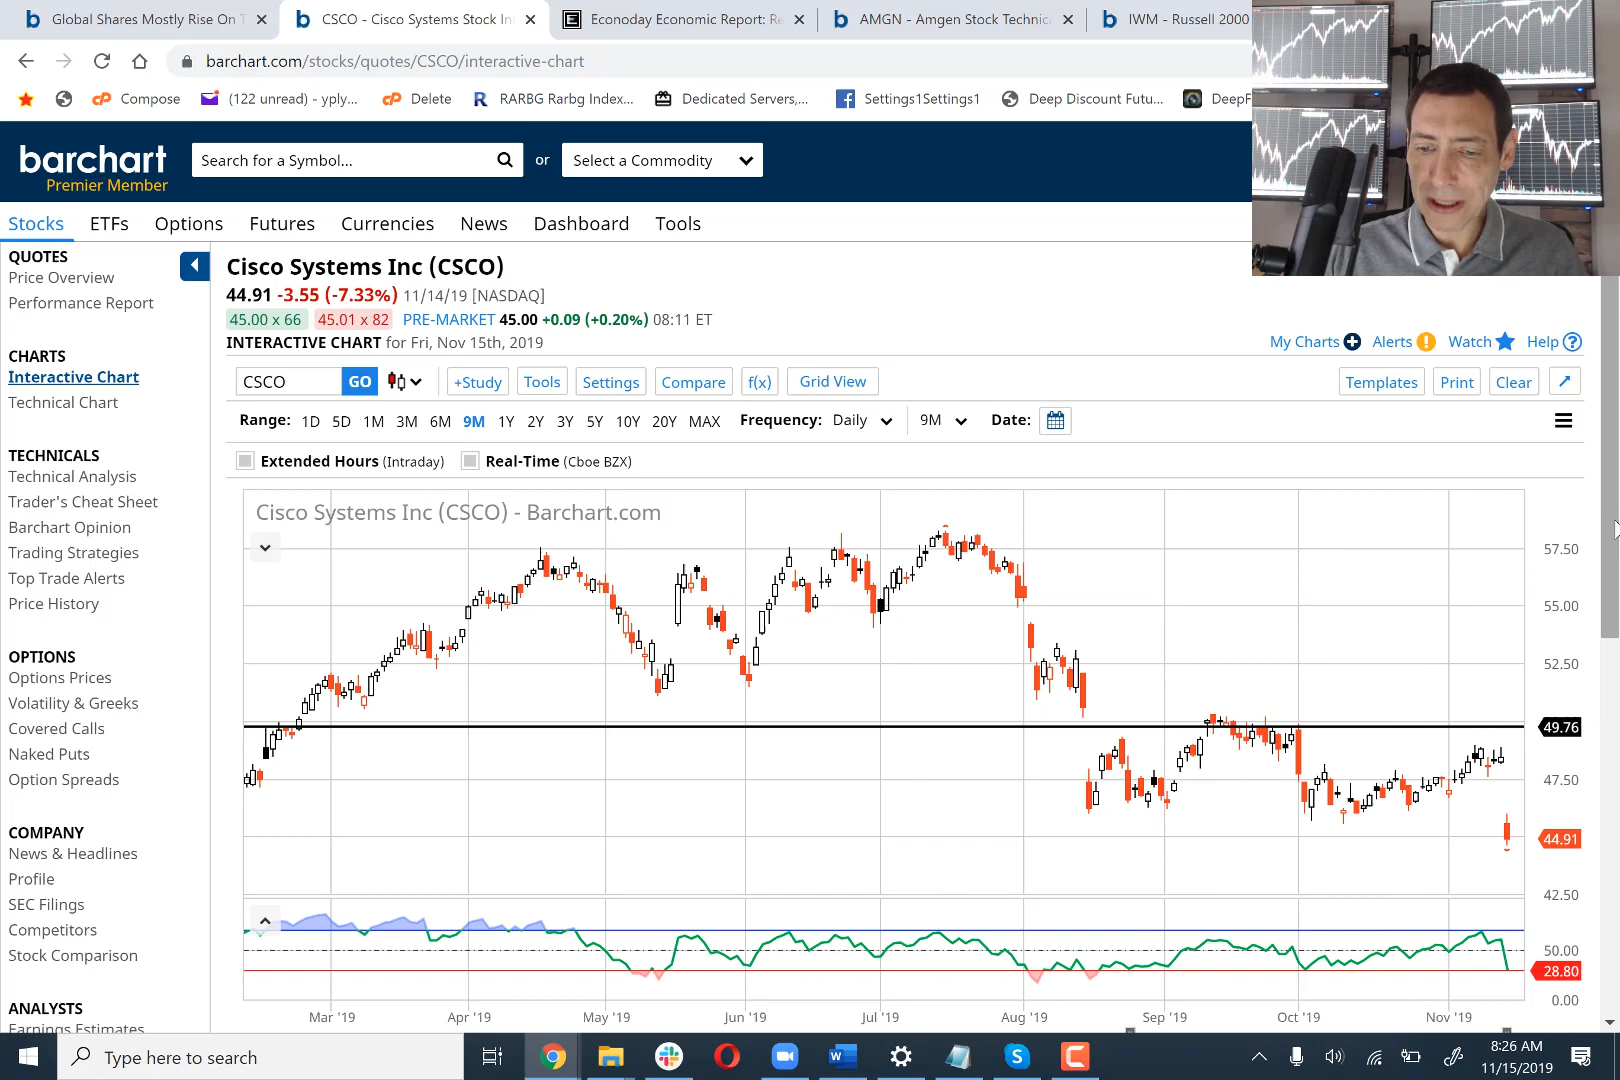 Global Shares Mostly Rise On T
CSCO - Cisco Systems Stock In
Econoday Economic Report: Re
AMGN - Amgen Stock Technica
IWM - Russell 2000
barchart.com/stocks/quotes/CSCO/interactive-chart
Compose
(122 unread) - yply...
Delete
RARBG Rarbg Index...
Dedicated Servers,...
Settings1Settings1
Deep Discount Futu...
DeepF
barchart
Premier Member
Search for a Symbol...
or
Select a Commodity
Stocks
ETFs
Options
Futures
Currencies
News
Dashboard
Tools
QUOTES
Price Overview
Performance Report
CHARTS
Interactive Chart
Technical Chart
TECHNICALS
Technical Analysis
Trader's Cheat Sheet
Barchart Opinion
Trading Strategies
Top Trade Alerts
Price History
OPTIONS
Options Prices
Volatility & Greeks
Covered Calls
Naked Puts
Option Spreads
COMPANY
News & Headlines
Profile
SEC Filings
Competitors
Stock Comparison
ANALYSTS
Earnings Estimates
Cisco Systems Inc (CSCO)
44.91 -3.55 (-7.33%) 11/14/19 [NASDAQ]
45.00 x 66 45.01 x 82 PRE-MARKET 45.00 +0.09 (+0.20%) 08:11 ET
INTERACTIVE CHART for Fri, Nov 15th, 2019
My Charts
Alerts
Watch
Help ?
CSCO
GO
+Study
Tools
Settings
Compare
f(x)
Grid View
Templates
Print
Clear
Range: 1D 5D 1M 3M 6M 9M 1Y 2Y 3Y 5Y 10Y 20Y MAX
Frequency: Daily
9M
Date:
Extended Hours (Intraday)
Real-Time (Cboe BZX)
Cisco Systems Inc (CSCO) - Barchart.com
57.50
55.00
52.50
49.76
47.50
44.91
42.50
50.00
28.80
0.00
Mar '19
Apr '19
May '19
Jun '19
Jul '19
Aug '19
Sep '19
Oct '19
Nov '19
Type here to search
8:26 AM
11/15/2019